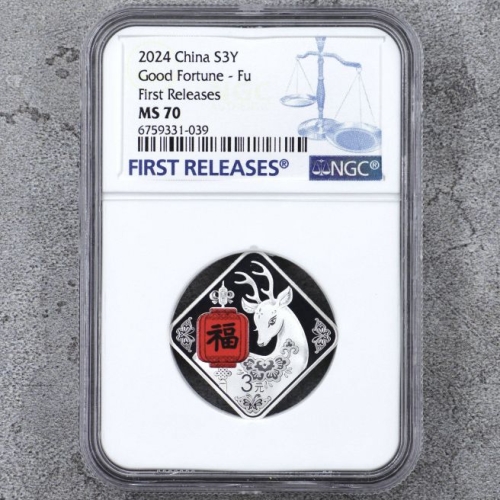 2024 China S3Y
Good Fortune - Fu
First Releases
MS 70
6759331-039
FIRST RELEASES®
NGC®
福
3元